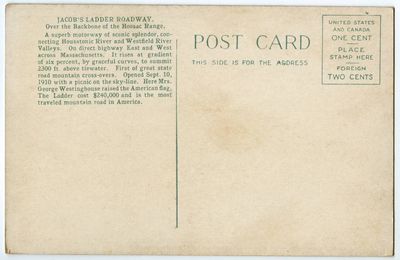 JACOB'S LADDER ROADWAY.
Over the Backbone of the Hoosac Range.
A superb motorway of scenic splendor, con-
necting Housatonic River and Westfield River
Valleys. On direct highway East and West
across Massachusetts. It rises at gradient
of six percent, by graceful curves, to summit
2300 ft. above tidewater. First of great state
road mountain cross-overs. Opened Sept. 10,
1910 with a picnic on the sky-line. Here Mrs.
George Westinghouse raised the American flag.
The Ladder cost $240,000 and is the most
traveled mountain road in America.
POST CARD
THIS SIDE IS FOR THE ADDRESS
UNITED STATES
AND CANADA
ONE CENT
PLACE
STAMP HERE
FOREIGN
TWO CENTS